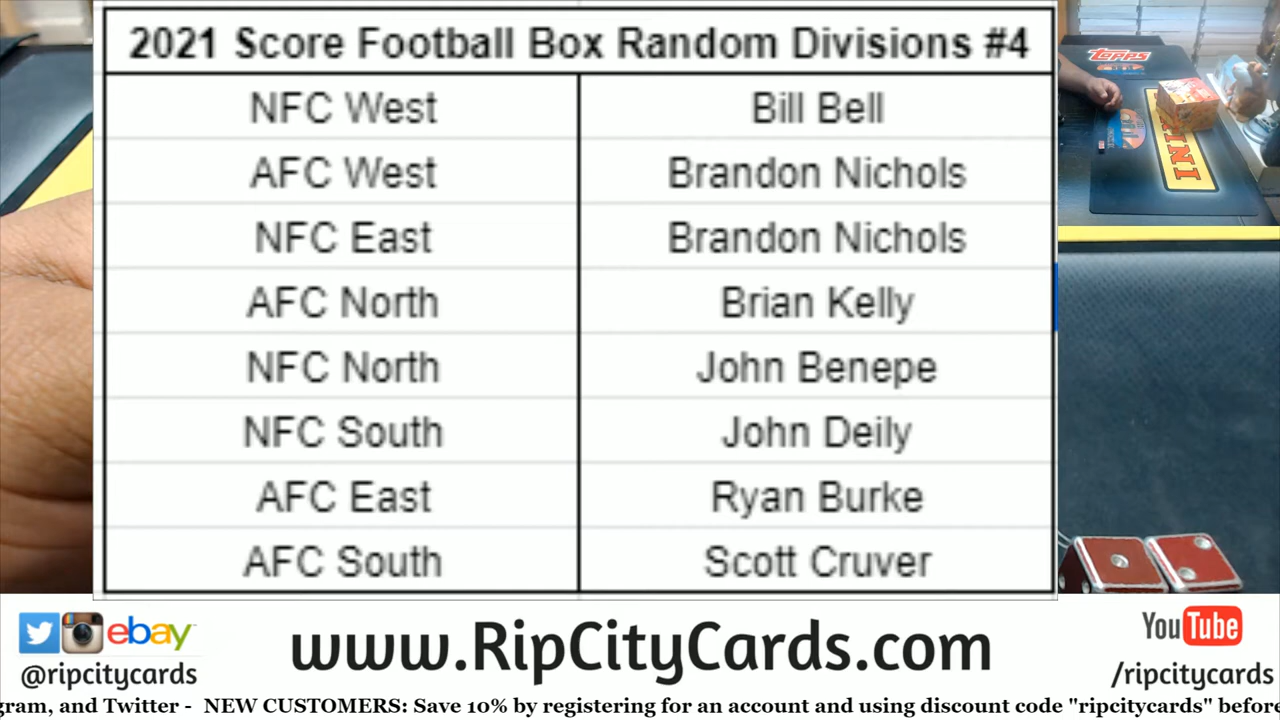 2021 Score Football Box Random Divisions #4
NFC West Bill Bell
AFC West Brandon Nichols
NFC East Brandon Nichols
AFC North Brian Kelly
NFC North John Benepe
NFC South John Deily
AFC East Ryan Burke
AFC South Scott Cruver
Topps
ebay
@ripcitycards
www.RipCityCards.com
YouTube
/ripcitycards
gram, and Twitter - NEW CUSTOMERS: Save 10% by registering for an account and using discount code "ripcitycards" before